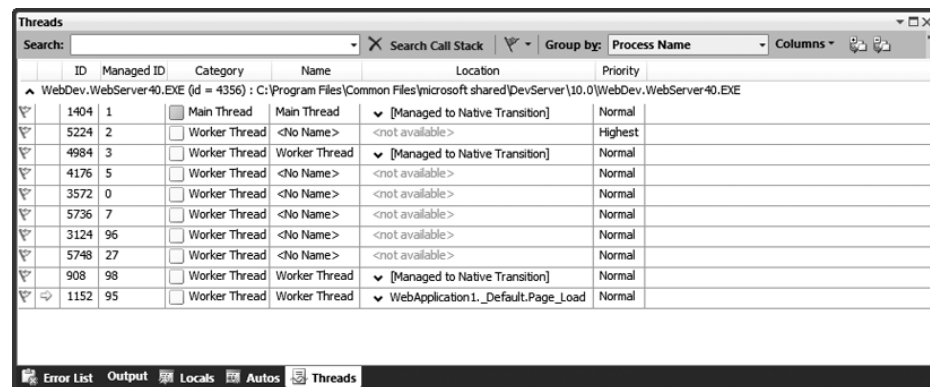 Threads
Search: Search Call Stack Group by: Process Name Columns
ID Managed ID Category Name Location Priority
WebDev.WebServer40.EXE (id = 4356) : C:\Program Files\Common Files\microsoft shared\DevServer\10.0\WebDev.WebServer40.EXE
1404 1 Main Thread Main Thread [Managed to Native Transition] Normal
5224 2 Worker Thread <No Name> <not available> Highest
4984 3 Worker Thread Worker Thread [Managed to Native Transition] Normal
4176 5 Worker Thread <No Name> <not available> Normal
3572 0 Worker Thread <No Name> <not available> Normal
5736 7 Worker Thread <No Name> <not available> Normal
3124 96 Worker Thread <No Name> <not available> Normal
5748 27 Worker Thread <No Name> <not available> Normal
908 98 Worker Thread Worker Thread [Managed to Native Transition] Normal
1152 95 Worker Thread Worker Thread WebApplication1._Default.Page_Load Normal
Error List Output Locals Autos Threads